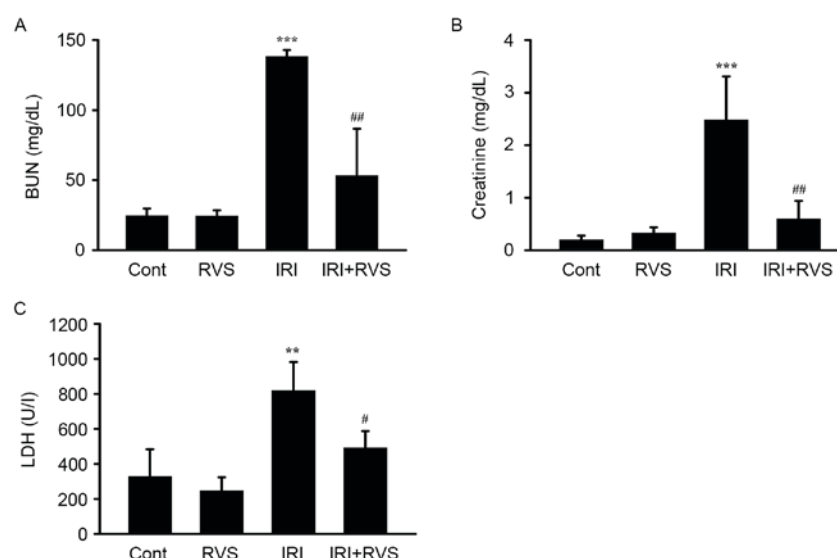 A
BUN (mg/dL)
150
100
50
0
***
##
Cont RVS IRI IRI+RVS
B
Creatinine (mg/dL)
4
3
2
1
0
***
##
Cont RVS IRI IRI+RVS
C
LDH (U/l)
1200
1000
800
600
400
200
0
**
#
Cont RVS IRI IRI+RVS